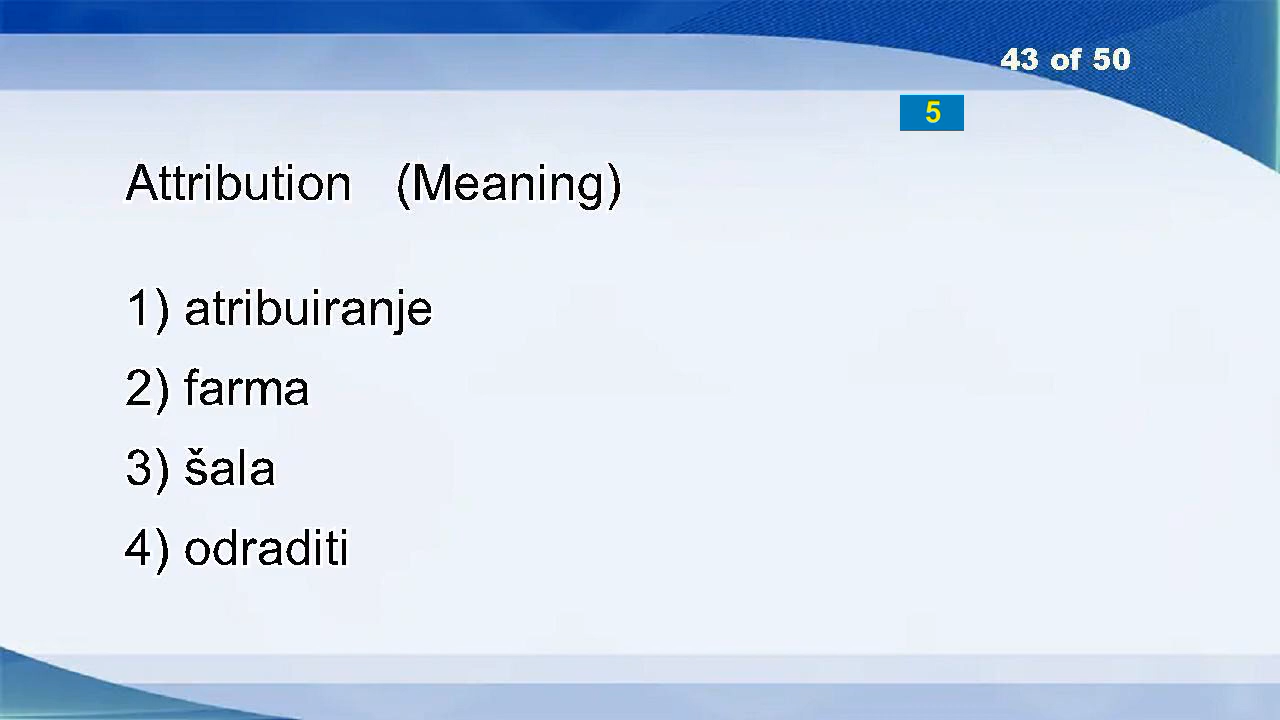 43 of 50
5
Attribution (Meaning)
1) atribuiranje
2) farma
3) šala
4) odraditi